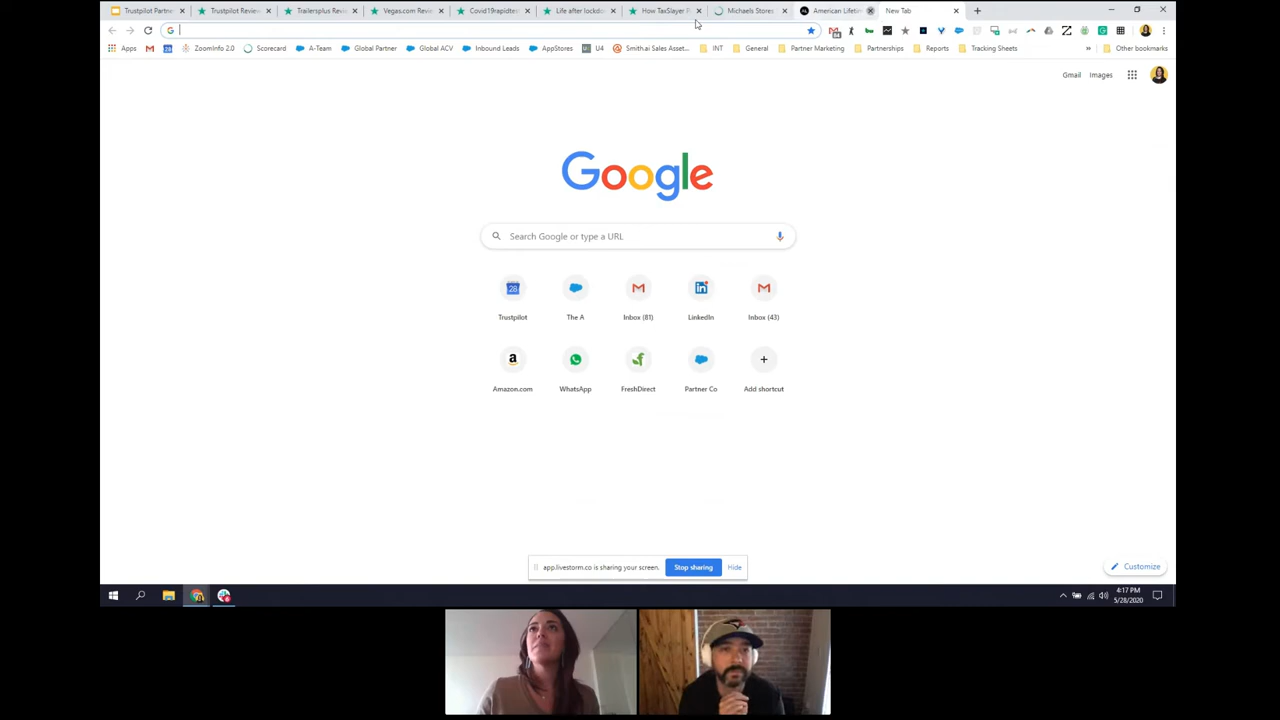 Trustpilot Partne Trustpilot Review Trailersplus Revie Vegas.com Revie Covid19rapidtes Life after lockdo How TaxSlayer P Michaels Stores American Lifetim New Tab
Apps ZoomInfo 2.0 Scorecard A-Team Global Partner Global ACV Inbound Leads AppStores U4 Smith.ai Sales Asset... INT General Partner Marketing Partnerships Reports Tracking Sheets » Other bookmarks
Gmail Images
Google
Search Google or type a URL
Trustpilot The A Inbox (81) LinkedIn Inbox (43)
Amazon.com WhatsApp FreshDirect Partner Co Add shortcut
app.livestorm.co is sharing your screen. Stop sharing Hide
Customize
4:17 PM
5/28/2020